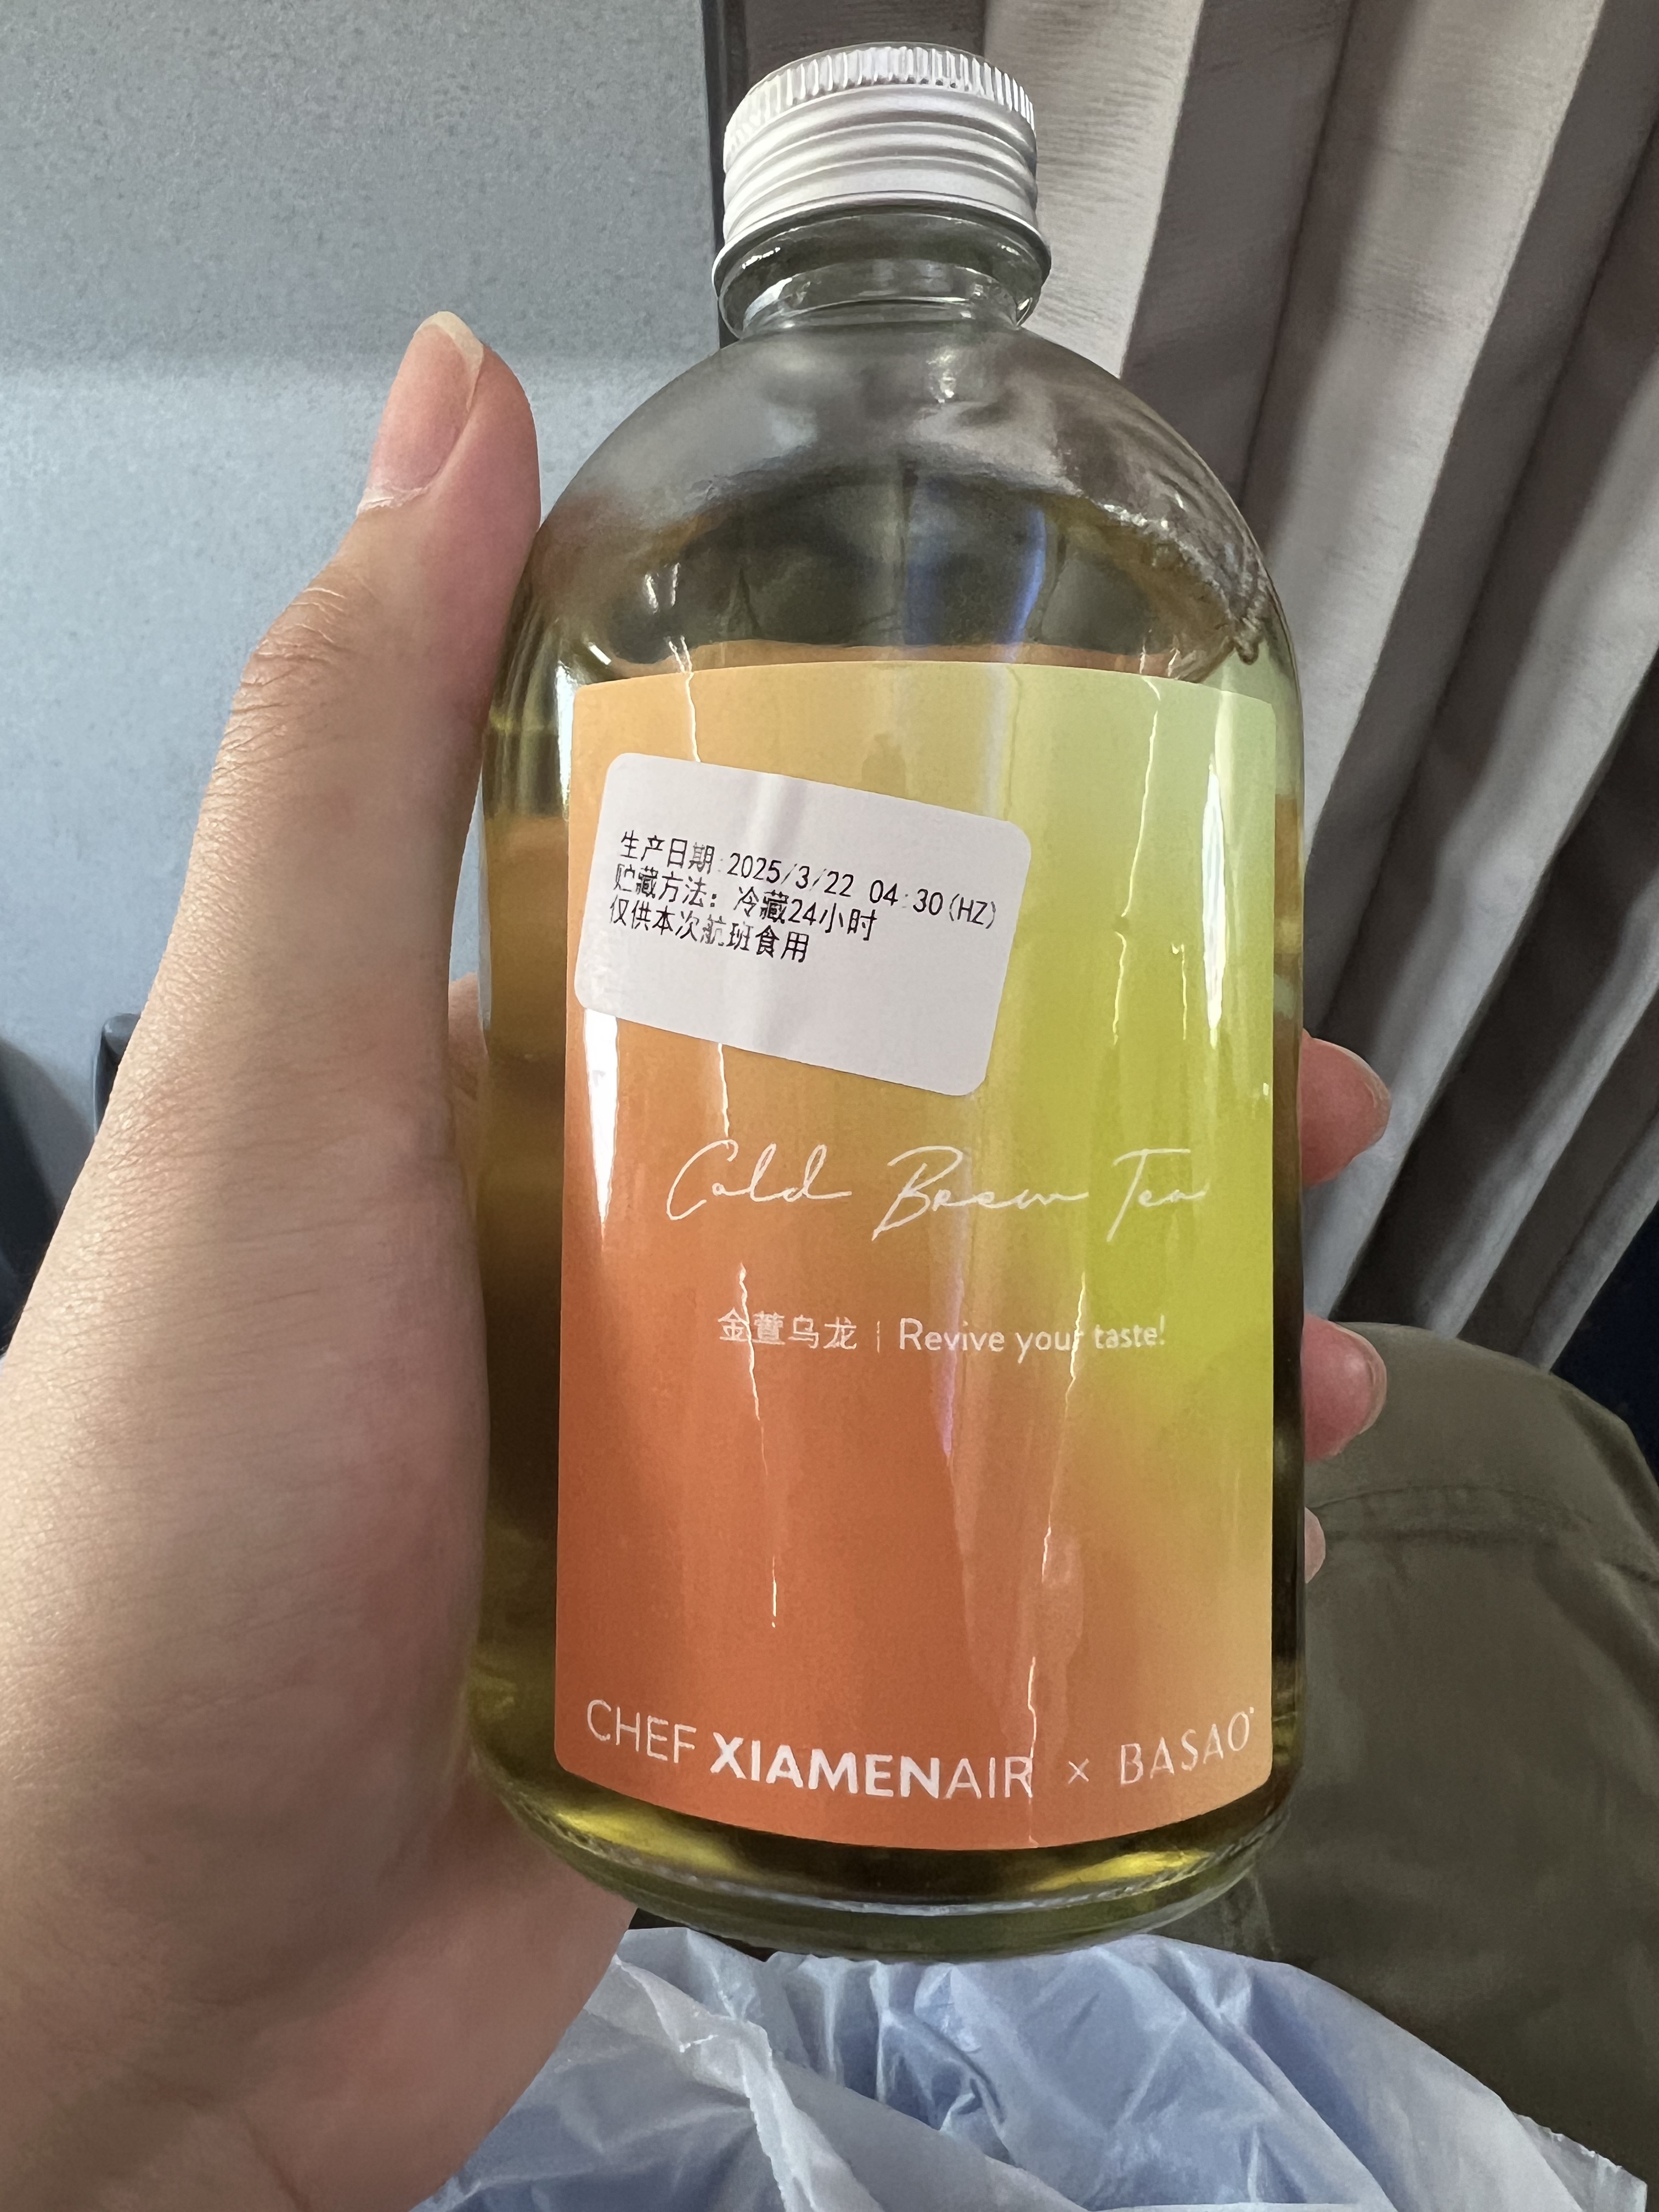 生产日期:2025/3/22 04:30(HZ)
贮藏方法：冷藏24小时
仅供本次航班食用
Cold Brew Tea
金萱乌龙 | Revive your taste!
CHEF XIAMENAIR × BASAO